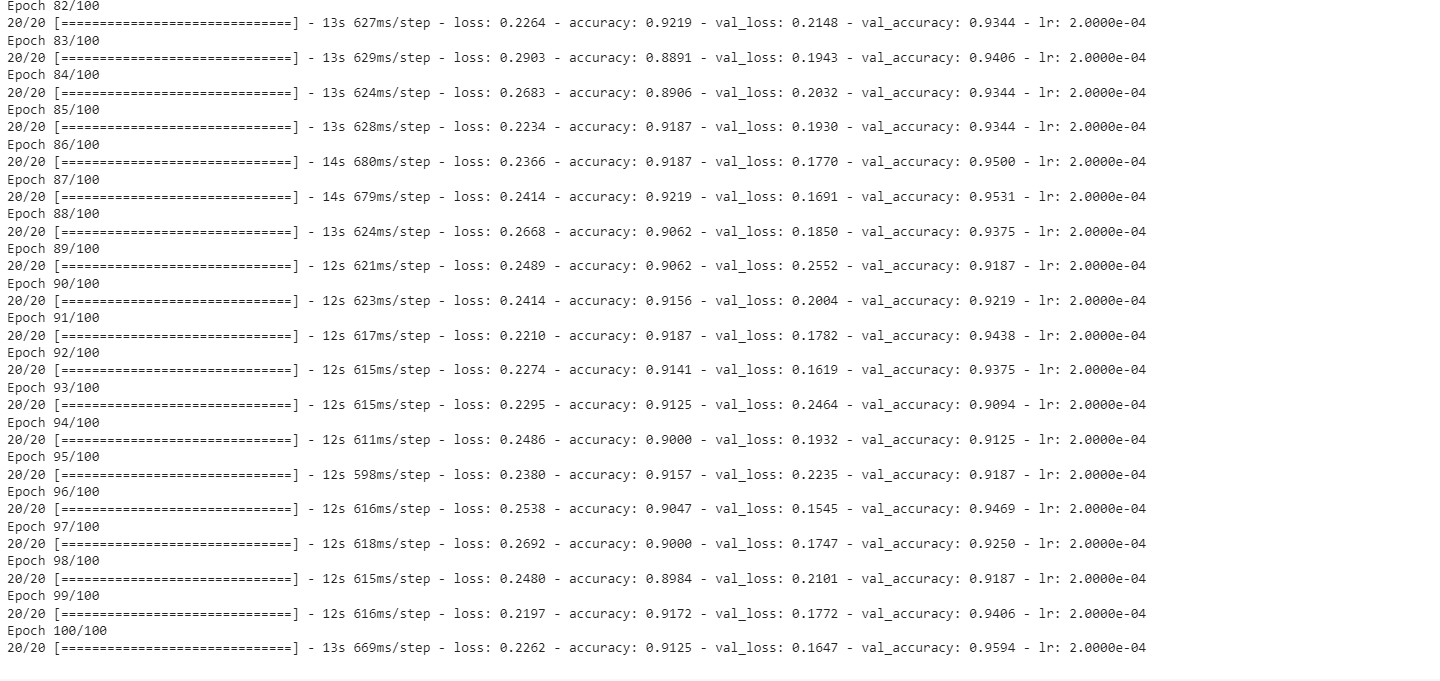 Epoch 82/100
20/20 [==============================] - 13s 627ms/step - loss: 0.2264 - accuracy: 0.9219 - val_loss: 0.2148 - val_accuracy: 0.9344 - lr: 2.0000e-04
Epoch 83/100
20/20 [==============================] - 13s 629ms/step - loss: 0.2903 - accuracy: 0.8891 - val_loss: 0.1943 - val_accuracy: 0.9406 - lr: 2.0000e-04
Epoch 84/100
20/20 [==============================] - 13s 624ms/step - loss: 0.2683 - accuracy: 0.8906 - val_loss: 0.2032 - val_accuracy: 0.9344 - lr: 2.0000e-04
Epoch 85/100
20/20 [==============================] - 13s 628ms/step - loss: 0.2234 - accuracy: 0.9187 - val_loss: 0.1930 - val_accuracy: 0.9344 - lr: 2.0000e-04
Epoch 86/100
20/20 [==============================] - 14s 680ms/step - loss: 0.2366 - accuracy: 0.9187 - val_loss: 0.1770 - val_accuracy: 0.9500 - lr: 2.0000e-04
Epoch 87/100
20/20 [==============================] - 14s 679ms/step - loss: 0.2414 - accuracy: 0.9219 - val_loss: 0.1691 - val_accuracy: 0.9531 - lr: 2.0000e-04
Epoch 88/100
20/20 [==============================] - 13s 624ms/step - loss: 0.2668 - accuracy: 0.9062 - val_loss: 0.1850 - val_accuracy: 0.9375 - lr: 2.0000e-04
Epoch 89/100
20/20 [==============================] - 12s 621ms/step - loss: 0.2489 - accuracy: 0.9062 - val_loss: 0.2552 - val_accuracy: 0.9187 - lr: 2.0000e-04
Epoch 90/100
20/20 [==============================] - 12s 623ms/step - loss: 0.2414 - accuracy: 0.9156 - val_loss: 0.2004 - val_accuracy: 0.9219 - lr: 2.0000e-04
Epoch 91/100
20/20 [==============================] - 12s 617ms/step - loss: 0.2210 - accuracy: 0.9187 - val_loss: 0.1782 - val_accuracy: 0.9438 - lr: 2.0000e-04
Epoch 92/100
20/20 [==============================] - 12s 615ms/step - loss: 0.2274 - accuracy: 0.9141 - val_loss: 0.1619 - val_accuracy: 0.9375 - lr: 2.0000e-04
Epoch 93/100
20/20 [==============================] - 12s 615ms/step - loss: 0.2295 - accuracy: 0.9125 - val_loss: 0.2464 - val_accuracy: 0.9094 - lr: 2.0000e-04
Epoch 94/100
20/20 [==============================] - 12s 611ms/step - loss: 0.2486 - accuracy: 0.9000 - val_loss: 0.1932 - val_accuracy: 0.9125 - lr: 2.0000e-04
Epoch 95/100
20/20 [==============================] - 12s 598ms/step - loss: 0.2380 - accuracy: 0.9157 - val_loss: 0.2235 - val_accuracy: 0.9187 - lr: 2.0000e-04
Epoch 96/100
20/20 [==============================] - 12s 616ms/step - loss: 0.2538 - accuracy: 0.9047 - val_loss: 0.1545 - val_accuracy: 0.9469 - lr: 2.0000e-04
Epoch 97/100
20/20 [==============================] - 12s 618ms/step - loss: 0.2692 - accuracy: 0.9000 - val_loss: 0.1747 - val_accuracy: 0.9250 - lr: 2.0000e-04
Epoch 98/100
20/20 [==============================] - 12s 615ms/step - loss: 0.2480 - accuracy: 0.8984 - val_loss: 0.2101 - val_accuracy: 0.9187 - lr: 2.0000e-04
Epoch 99/100
20/20 [==============================] - 12s 616ms/step - loss: 0.2197 - accuracy: 0.9172 - val_loss: 0.1772 - val_accuracy: 0.9406 - lr: 2.0000e-04
Epoch 100/100
20/20 [==============================] - 13s 669ms/step - loss: 0.2262 - accuracy: 0.9125 - val_loss: 0.1647 - val_accuracy: 0.9594 - lr: 2.0000e-04